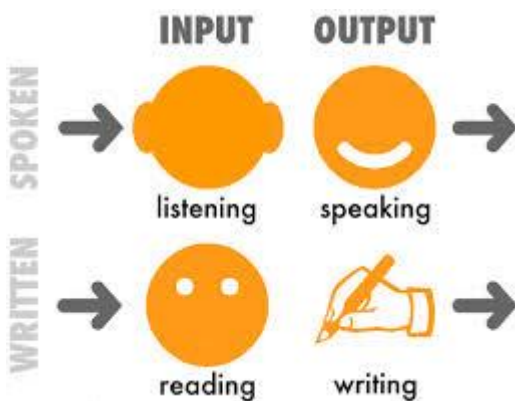 INPUT OUTPUT
SPOKEN
listening speaking
WRITTEN
reading writing